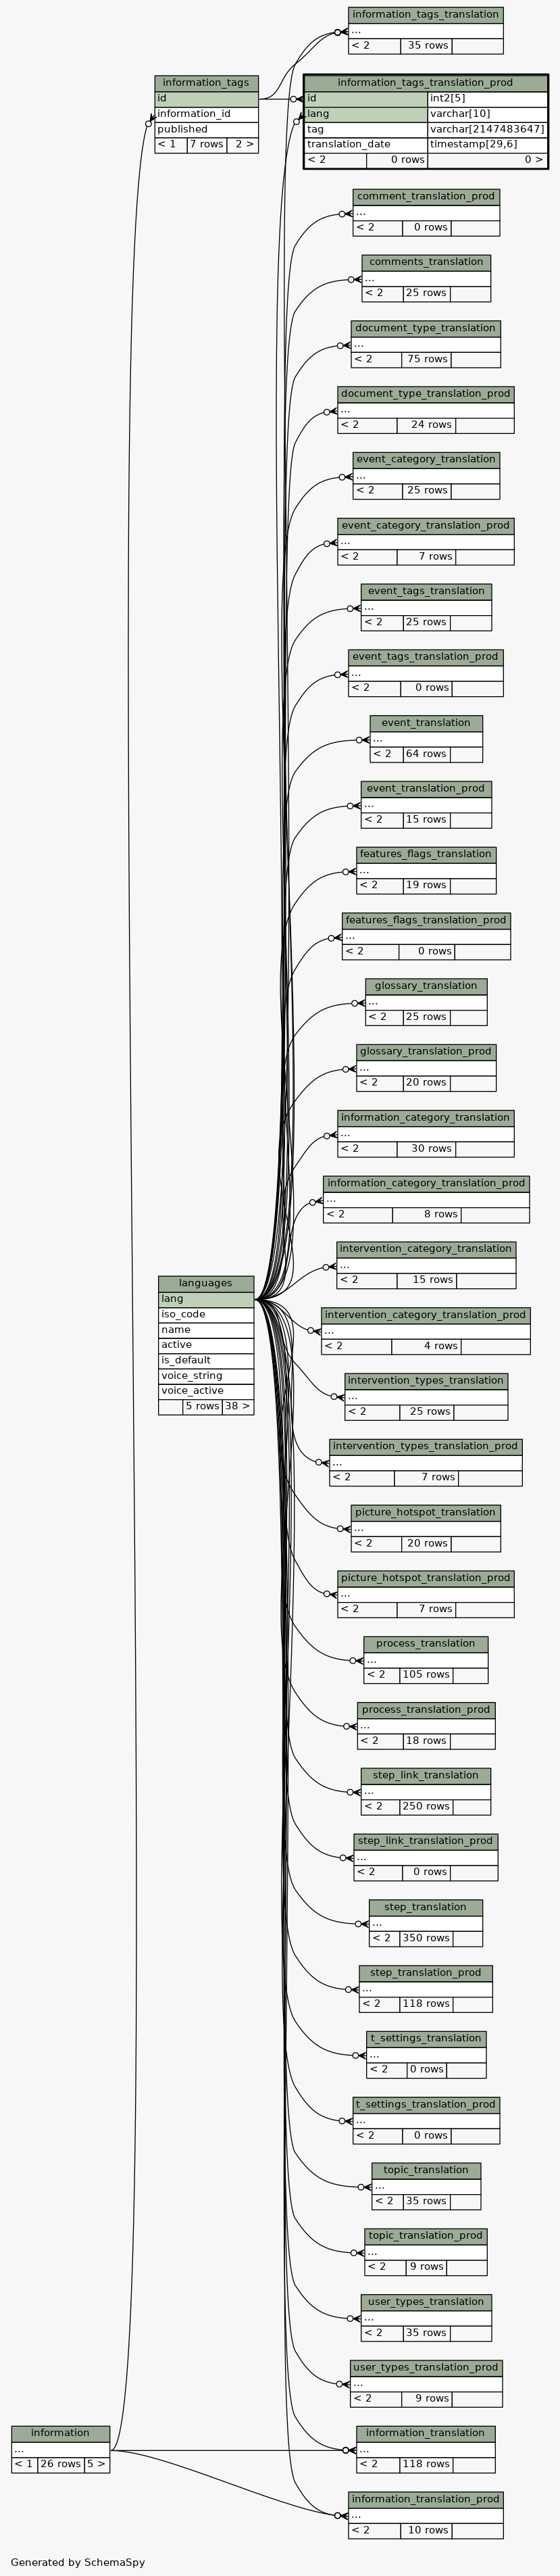 information_tags_translation
...
< 2 35 rows
information_tags
id
information_id
published
< 1 7 rows 2 >
information_tags_translation_prod
id int2[5]
lang varchar[10]
tag varchar[2147483647]
translation_date timestamp[29,6]
< 2 0 rows 0 >
comment_translation_prod
...
< 2 0 rows
comments_translation
...
< 2 25 rows
document_type_translation
...
< 2 75 rows
document_type_translation_prod
...
< 2 24 rows
event_category_translation
...
< 2 25 rows
event_category_translation_prod
...
< 2 7 rows
event_tags_translation
...
< 2 25 rows
event_tags_translation_prod
...
< 2 0 rows
event_translation
...
< 2 64 rows
event_translation_prod
...
< 2 15 rows
features_flags_translation
...
< 2 19 rows
features_flags_translation_prod
...
< 2 0 rows
glossary_translation
...
< 2 25 rows
glossary_translation_prod
...
< 2 20 rows
information_category_translation
...
< 2 30 rows
information_category_translation_prod
...
< 2 8 rows
intervention_category_translation
...
< 2 15 rows
languages
lang
iso_code
name
active
is_default
voice_string
voice_active
5 rows 38 >
intervention_category_translation_prod
...
< 2 4 rows
intervention_types_translation
...
< 2 25 rows
intervention_types_translation_prod
...
< 2 7 rows
picture_hotspot_translation
...
< 2 20 rows
picture_hotspot_translation_prod
...
< 2 7 rows
process_translation
...
< 2 105 rows
process_translation_prod
...
< 2 18 rows
step_link_translation
...
< 2 250 rows
step_link_translation_prod
...
< 2 0 rows
step_translation
...
< 2 350 rows
step_translation_prod
...
< 2 118 rows
t_settings_translation
...
< 2 0 rows
t_settings_translation_prod
...
< 2 0 rows
topic_translation
...
< 2 35 rows
topic_translation_prod
...
< 2 9 rows
user_types_translation
...
< 2 35 rows
user_types_translation_prod
...
< 2 9 rows
information
...
< 1 26 rows 5 >
information_translation
...
< 2 118 rows
information_translation_prod
...
< 2 10 rows
Generated by SchemaSpy